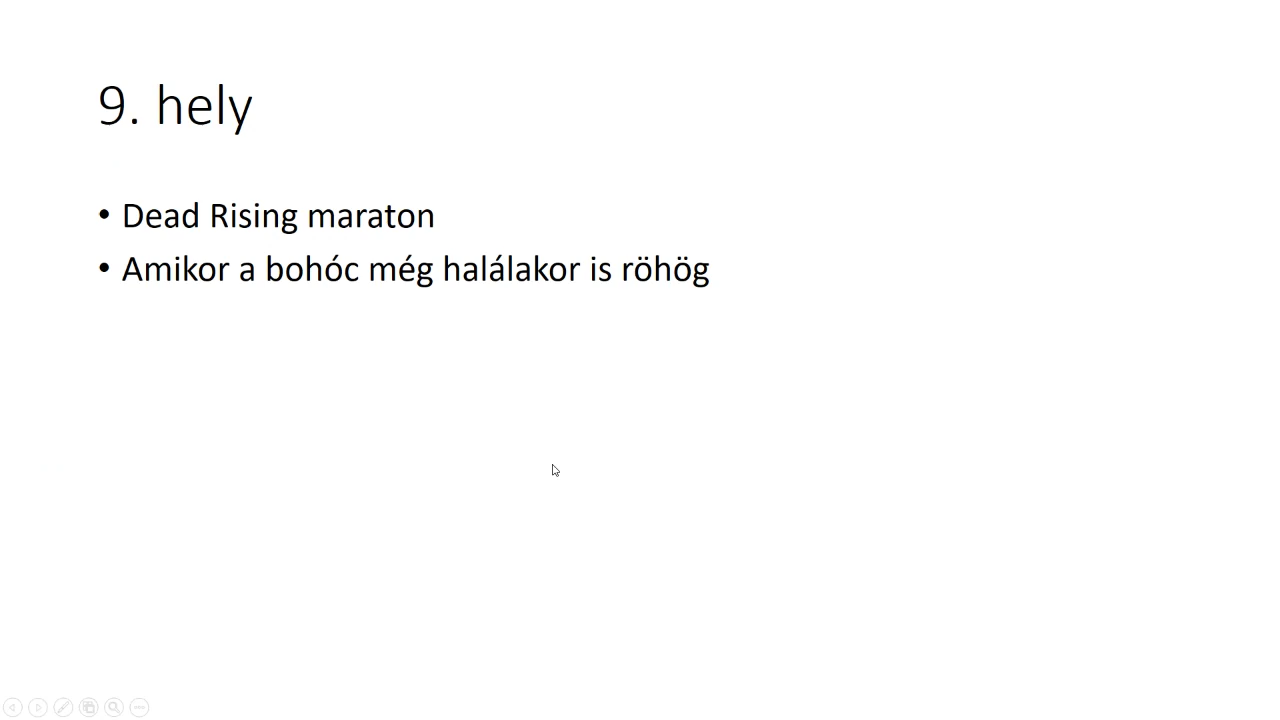 9. hely
• Dead Rising maraton
• Amikor a bohóc még halálakor is röhög